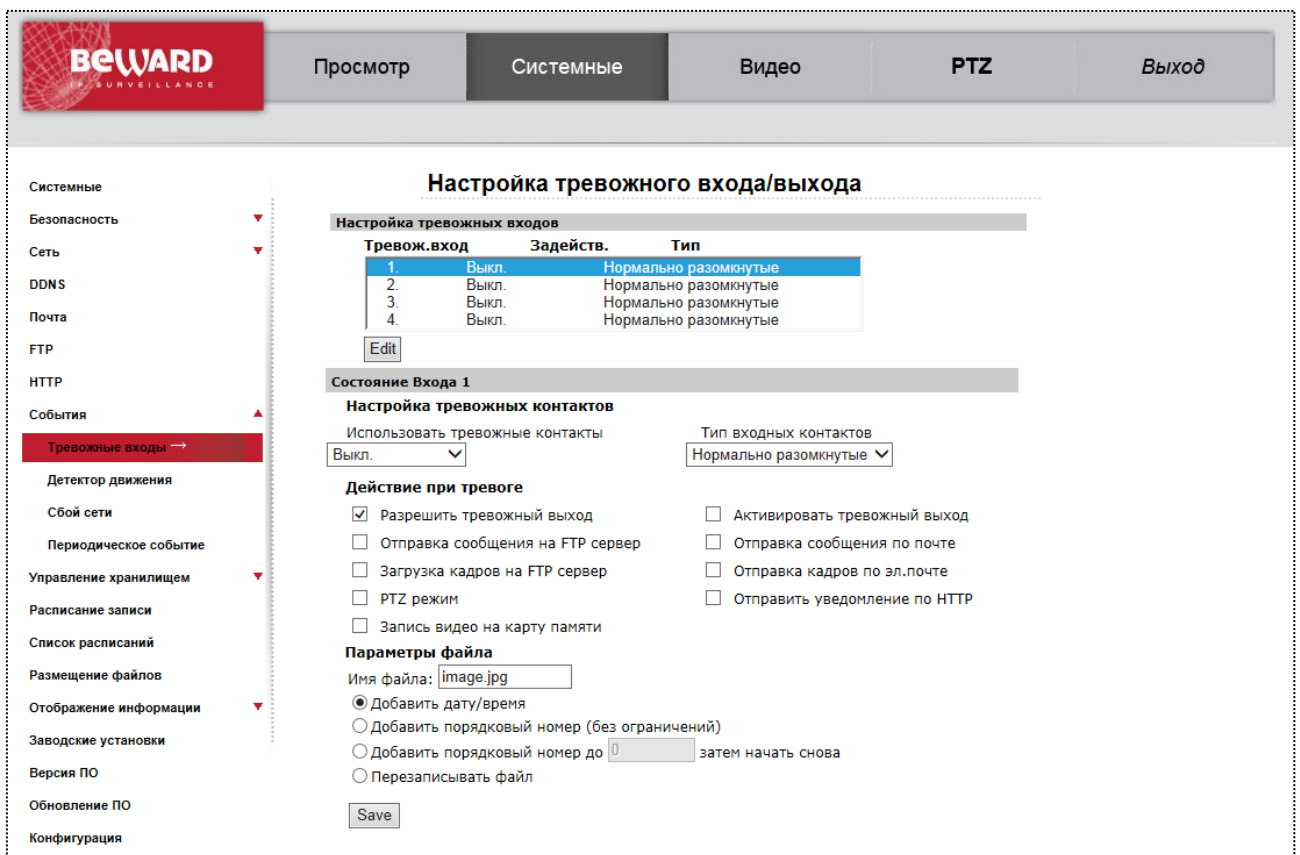 BEWARD
IP SURVEILLANCE
Просмотр Системные Видео PTZ Выход
Системные
Безопасность
Сеть
DDNS
Почта
FTP
HTTP
События
Тревожные входы →
Детектор движения
Сбой сети
Периодическое событие
Управление хранилищем
Расписание записи
Список расписаний
Размещение файлов
Отображение информации
Заводские установки
Версия ПО
Обновление ПО
Конфигурация
Настройка тревожного входа/выхода
Настройка тревожных входов
Тревож.вход Задейств. Тип
1. Выкл. Нормально разомкнутые
2. Выкл. Нормально разомкнутые
3. Выкл. Нормально разомкнутые
4. Выкл. Нормально разомкнутые
Edit
Состояние Входа 1
Настройка тревожных контактов
Использовать тревожные контакты Тип входных контактов
Выкл. Нормально разомкнутые
Действие при тревоге
Разрешить тревожный выход Активировать тревожный выход
Отправка сообщения на FTP сервер Отправка сообщения по почте
Загрузка кадров на FTP сервер Отправка кадров по эл.почте
PTZ режим Отправить уведомление по HTTP
Запись видео на карту памяти
Параметры файла
Имя файла: image.jpg
Добавить дату/время
Добавить порядковый номер (без ограничений)
Добавить порядковый номер до 0 затем начать снова
Перезаписывать файл
Save